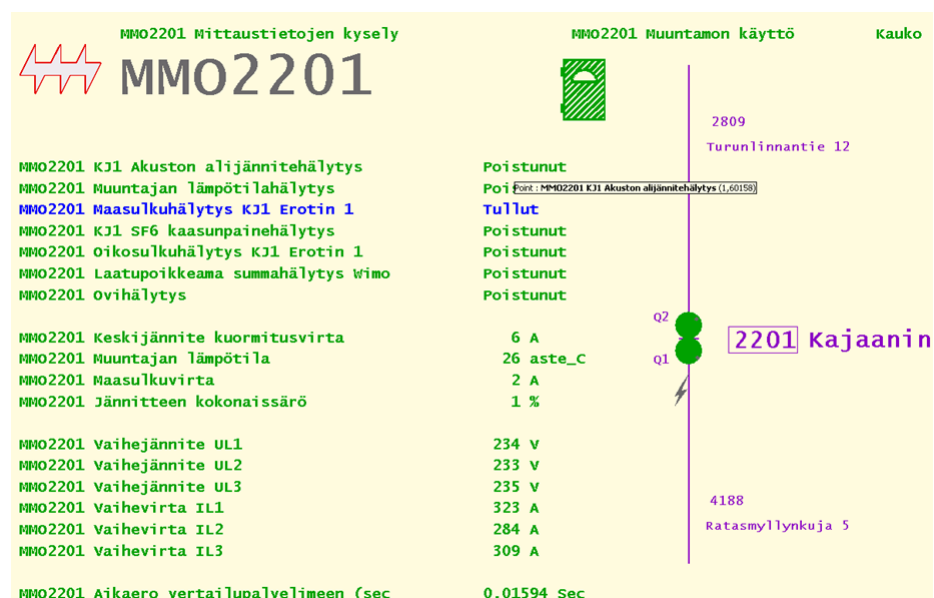 MMO2201 Mittaustietojen kysely
MMO2201 Muuntamon käyttö
Kauko
MMO2201
2809
Turunlinnantie 12
MMO2201 KJ1 Akuston alijännitehälytys Poistunut
MMO2201 Muuntajan lämpötilahälytys Poi
Point : MMO2201 KJ1 Akuston alijännitehälytys (1,60158)
MMO2201 Maasulkuhälytys KJ1 Erotin 1 Tullut
MMO2201 KJ1 SF6 kaasunpainehälytys Poistunut
MMO2201 Oikosulkuhälytys KJ1 Erotin 1 Poistunut
MMO2201 Laatupoikkeama summahälytys Wimo Poistunut
MMO2201 Ovihälytys Poistunut
Q2
MMO2201 Keskijännite kuormitusvirta 6 A
2201 Kajaanin
MMO2201 Muuntajan lämpötila 26 aste_C
Q1
MMO2201 Maasulkuvirta 2 A
MMO2201 Jännitteen kokonaissärö 1 %
MMO2201 Vaihejännite UL1 234 V
MMO2201 Vaihejännite UL2 233 V
MMO2201 Vaihejännite UL3 235 V
4188
MMO2201 Vaihevirta IL1 323 A
MMO2201 Vaihevirta IL2 284 A
Ratasmyllynkuja 5
MMO2201 Vaihevirta IL3 309 A
MMO2201 Aikaero vertailupalvelimeen (sec 0.01594 Sec